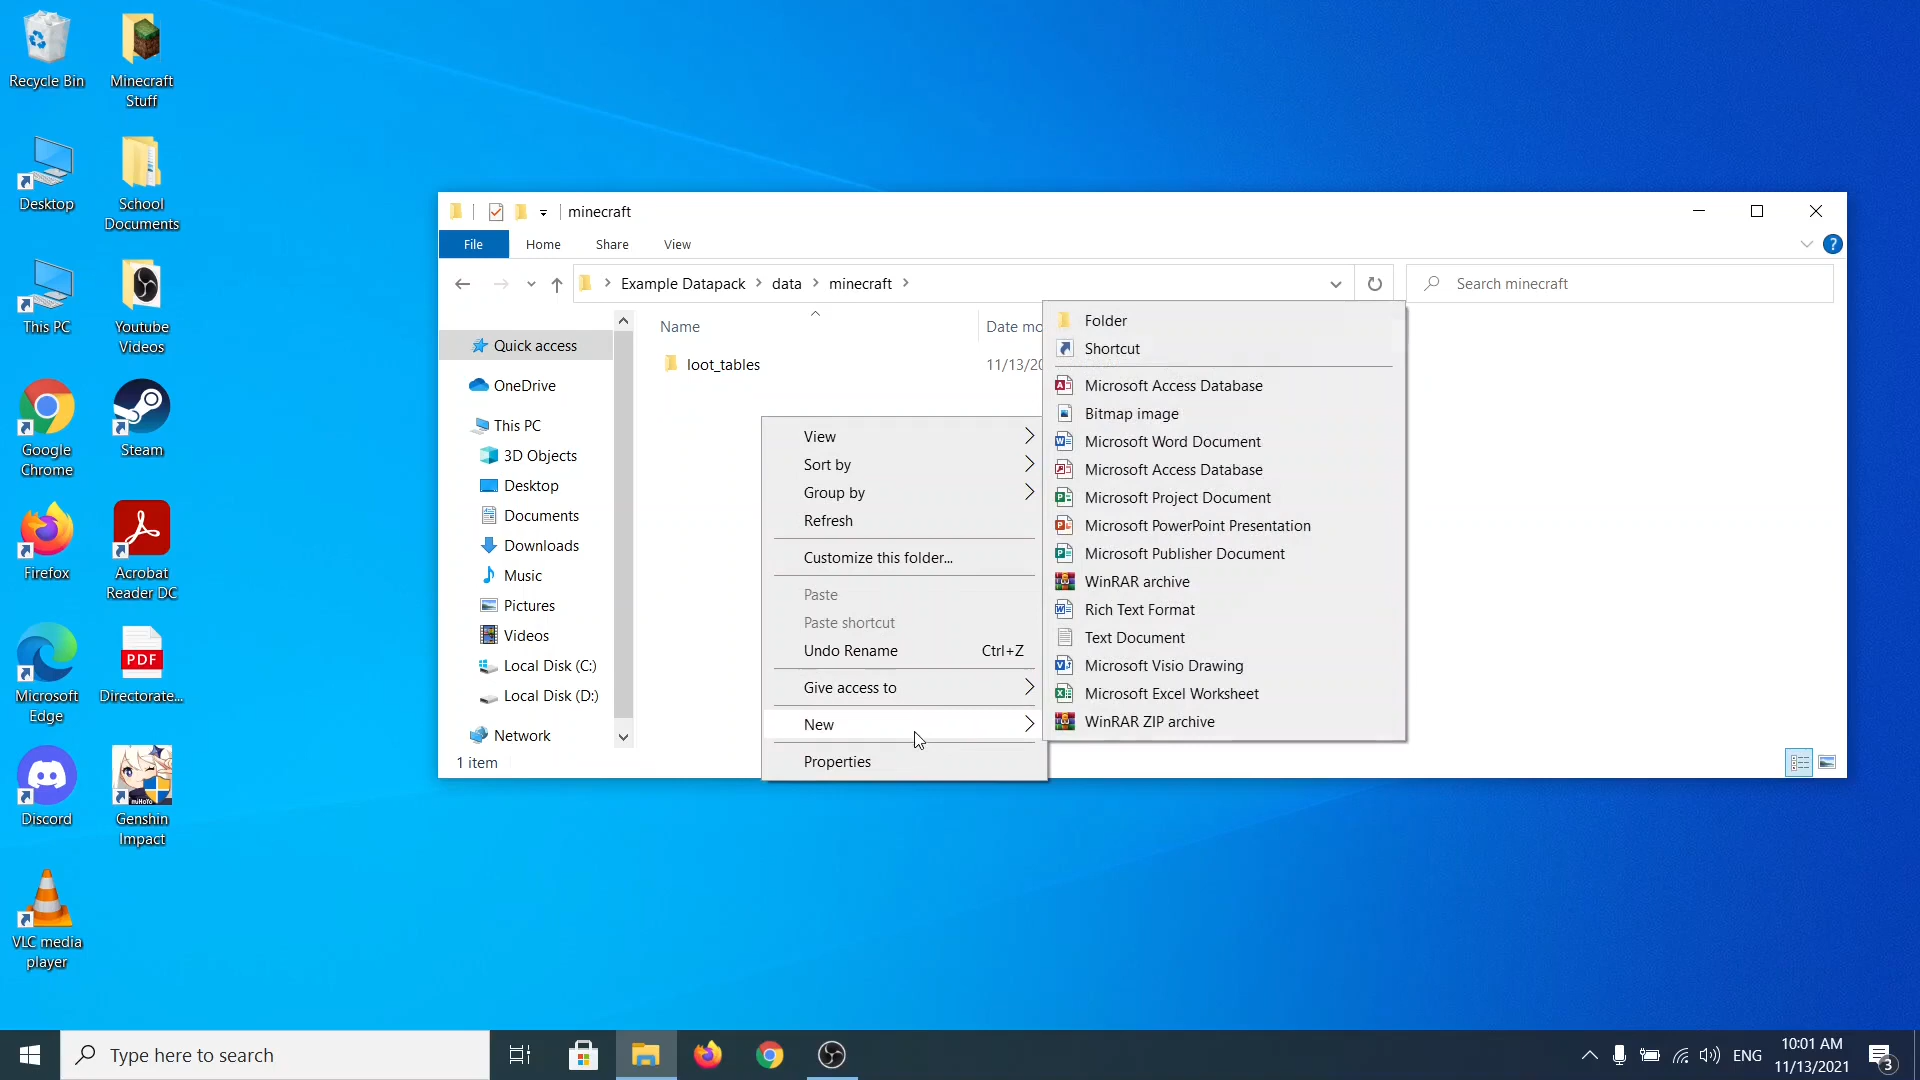 Recycle Bin
Minecraft
Stuff
Desktop
School
Documents
This PC
Youtube
Videos
Google
Chrome
Steam
Firefox
Acrobat
Reader DC
Microsoft
Edge
PDF
Directorate...
Discord
miHoYo
Genshin
Impact
VLC media
player
minecraft
File
Home
Share
View
?
Example Datapack
data
minecraft
Search minecraft
Quick access
OneDrive
This PC
3D Objects
Desktop
Documents
Downloads
Music
Pictures
Videos
Local Disk (C:)
Local Disk (D:)
Network
1 item
Name
Date mo
loot_tables
11/13/20
View
Sort by
Group by
Refresh
Customize this folder...
Paste
Paste shortcut
Undo Rename Ctrl+Z
Give access to
New
Properties
Folder
Shortcut
Microsoft Access Database
Bitmap image
Microsoft Word Document
Microsoft Access Database
Microsoft Project Document
Microsoft PowerPoint Presentation
Microsoft Publisher Document
WinRAR archive
Rich Text Format
Text Document
Microsoft Visio Drawing
Microsoft Excel Worksheet
WinRAR ZIP archive
Type here to search
ENG
10:01 AM
11/13/2021
3